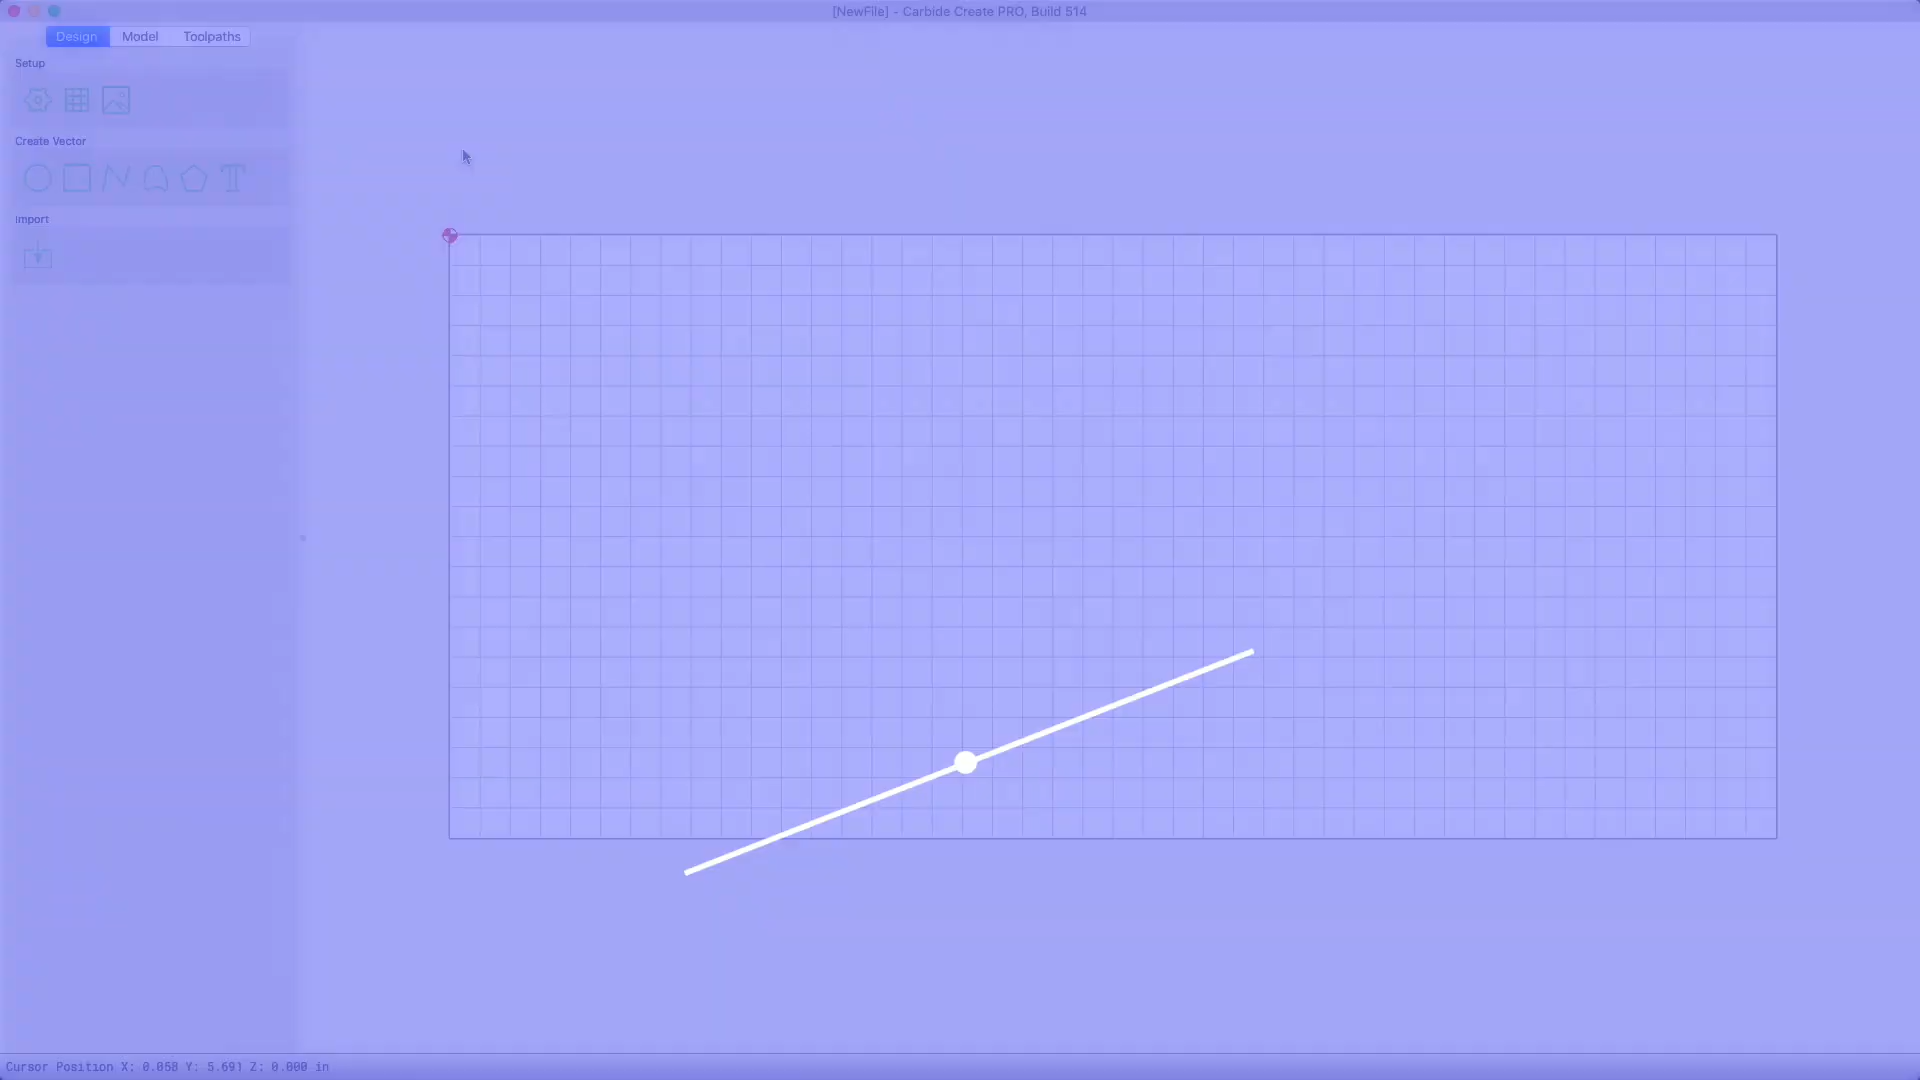 [NewFile] - Carbide Create PRO, Build 514
Design Model Toolpaths
Setup
Create Vector
T
Import
Cursor Position X: 0.058 Y: 5.691 Z: 0.000 in